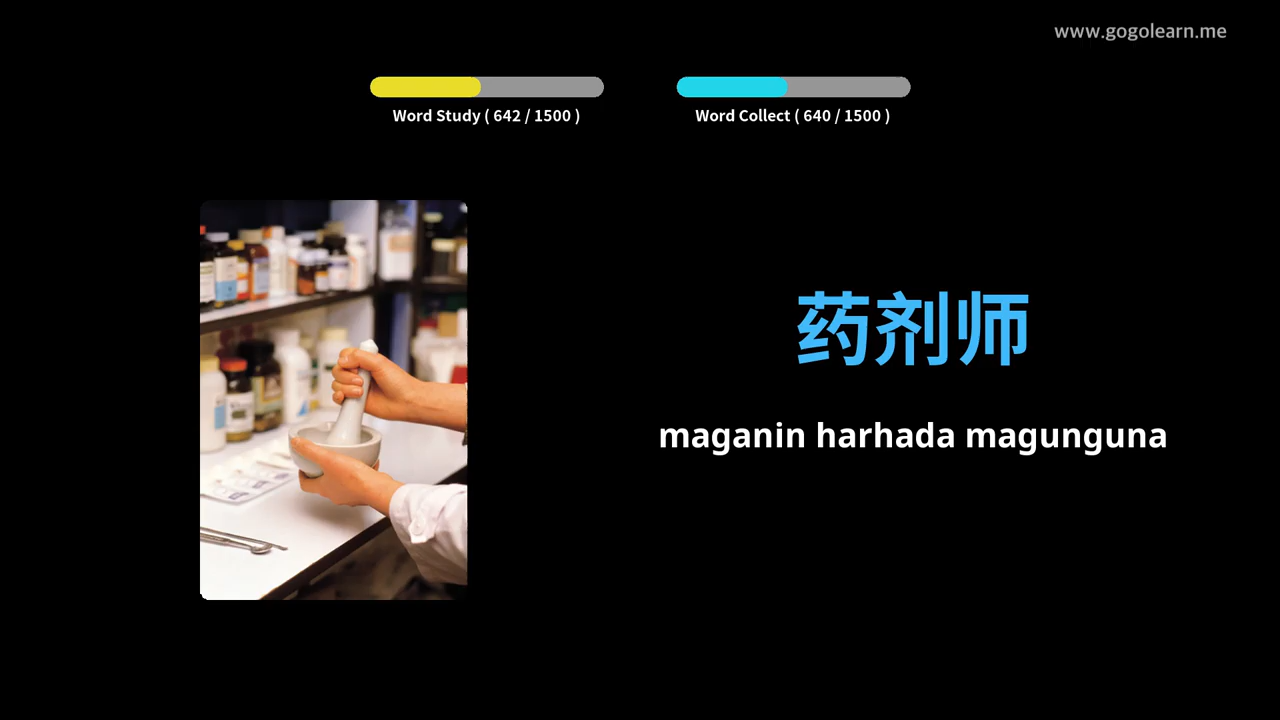 www.gogolearn.me
Word Study ( 642 / 1500 )
Word Collect ( 640 / 1500 )
药剂师
maganin harhada magunguna